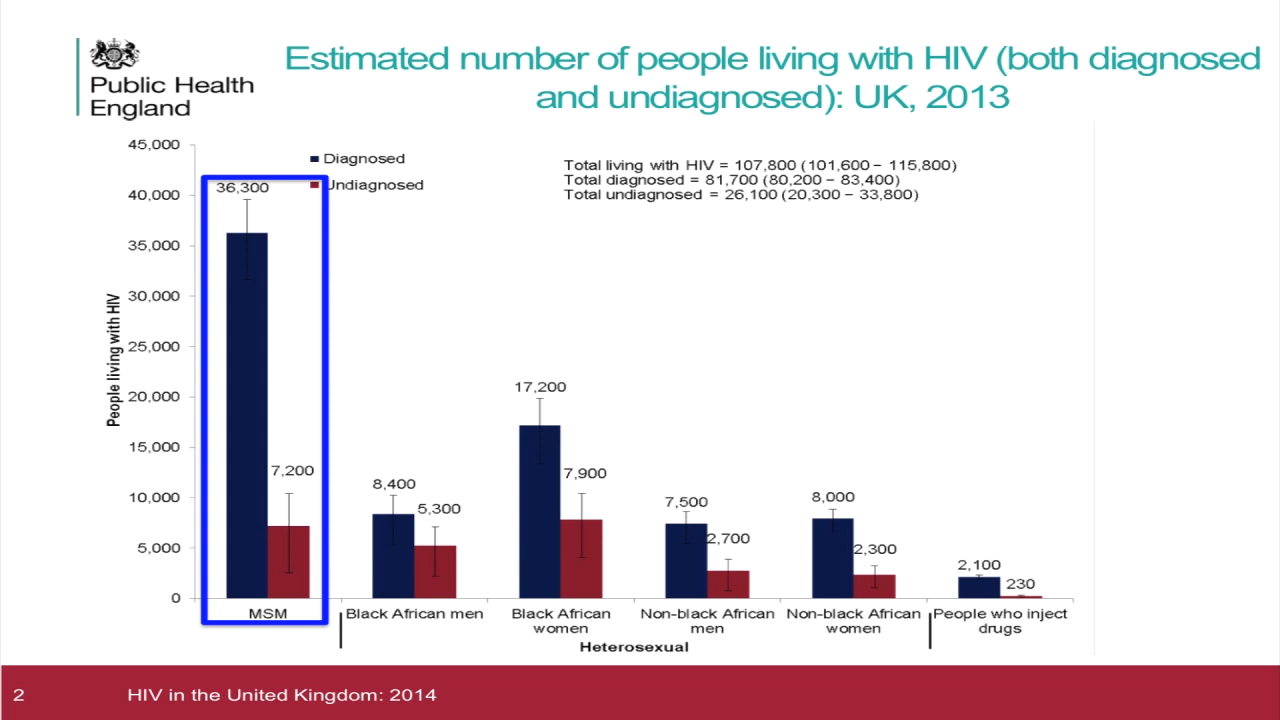 Public Health
England
Estimated number of people living with HIV (both diagnosed
and undiagnosed): UK, 2013
45,000
40,000
35,000
30,000
25,000
20,000
15,000
10,000
5,000
0
People living with HIV
Diagnosed
Undiagnosed
Total living with HIV = 107,800 (101,600 – 115,800)
Total diagnosed = 81,700 (80,200 – 83,400)
Total undiagnosed = 26,100 (20,300 – 33,800)
36,300
7,200
8,400
5,300
17,200
7,900
7,500
2,700
8,000
2,300
2,100
230
MSM
Black African men
Black African
women
Non-black African
men
Non-black African
women
People who inject
drugs
Heterosexual
2
HIV in the United Kingdom: 2014